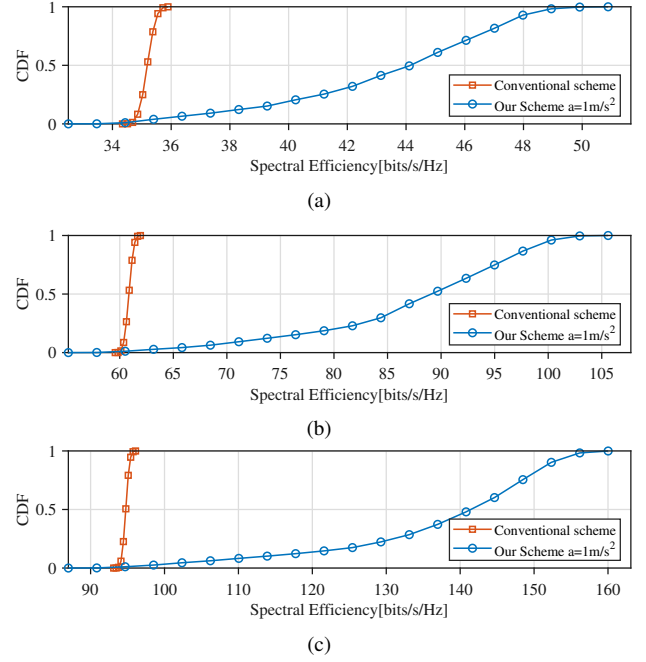 1
0.5
0
CDF
Conventional scheme
Our Scheme a=1m/s²
34 36 38 40 42 44 46 48 50
Spectral Efficiency[bits/s/Hz]
(a)
1
0.5
0
CDF
Conventional scheme
Our Scheme a=1m/s²
60 65 70 75 80 85 90 95 100 105
Spectral Efficiency[bits/s/Hz]
(b)
1
0.5
0
CDF
Conventional scheme
Our Scheme a=1m/s²
90 100 110 120 130 140 150 160
Spectral Efficiency[bits/s/Hz]
(c)